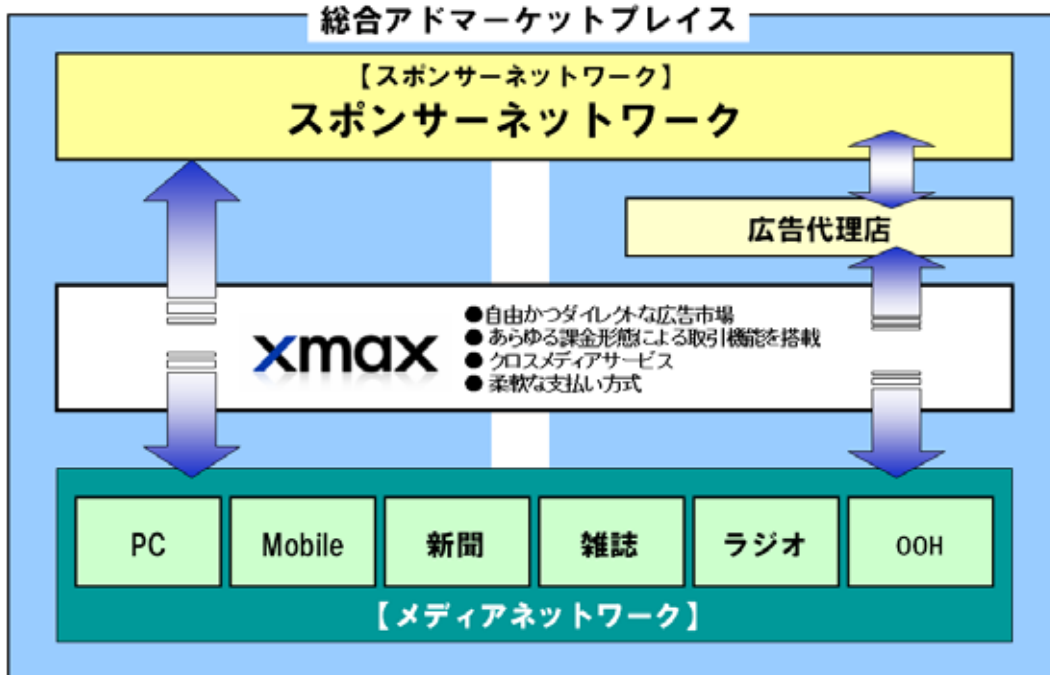 総合アドマーケットプレイス
【スポンサーネットワーク】
スポンサーネットワーク
広告代理店
xmax
●自由かつダイレクトな広告市場
●あらゆる課金形態による取引機能を搭載
●クロスメディアサービス
●柔軟な支払い方式
PC
Mobile
新聞
雑誌
ラジオ
OOH
【メディアネットワーク】